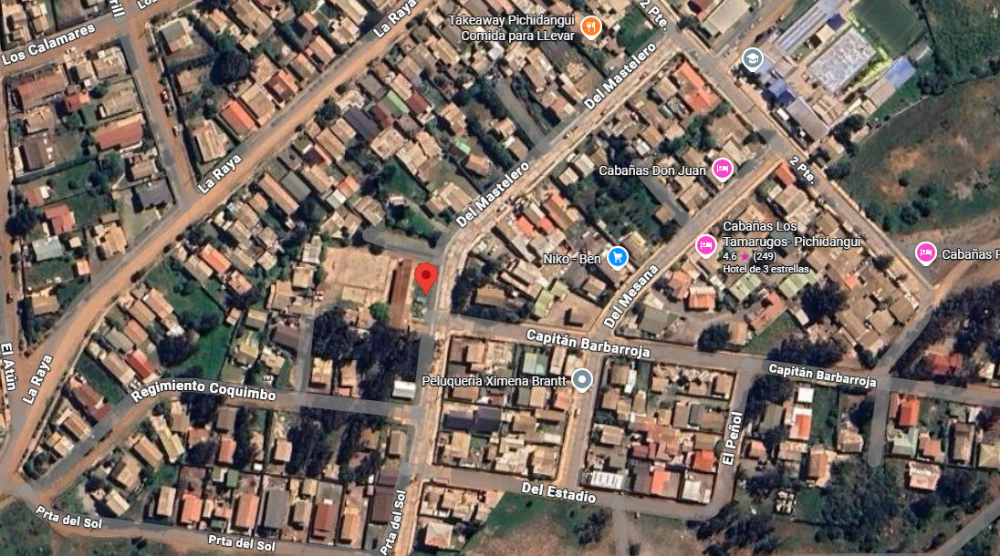 rill
Los
Los Calamares
La Raya
Takeaway Pichidangui
Comida para LLevar
2 Pte.
Del Mastelero
La Raya
2 Pte.
Cabañas Don Juan
Del Mastelero
Cabañas Los
Tamarugos- Pichidangui
4.6 ★ (249)
Hotel de 3 estrellas
Niko - Ben
Cabañas P
Del Mesana
Capitán Barbarroja
El Atún
La Raya
Peluquería Ximena Brantt
Capitán Barbarroja
Regimiento Coquimbo
El Peñol
Del Estadio
Prta del Sol
Prta del Sol
Prta del Sol